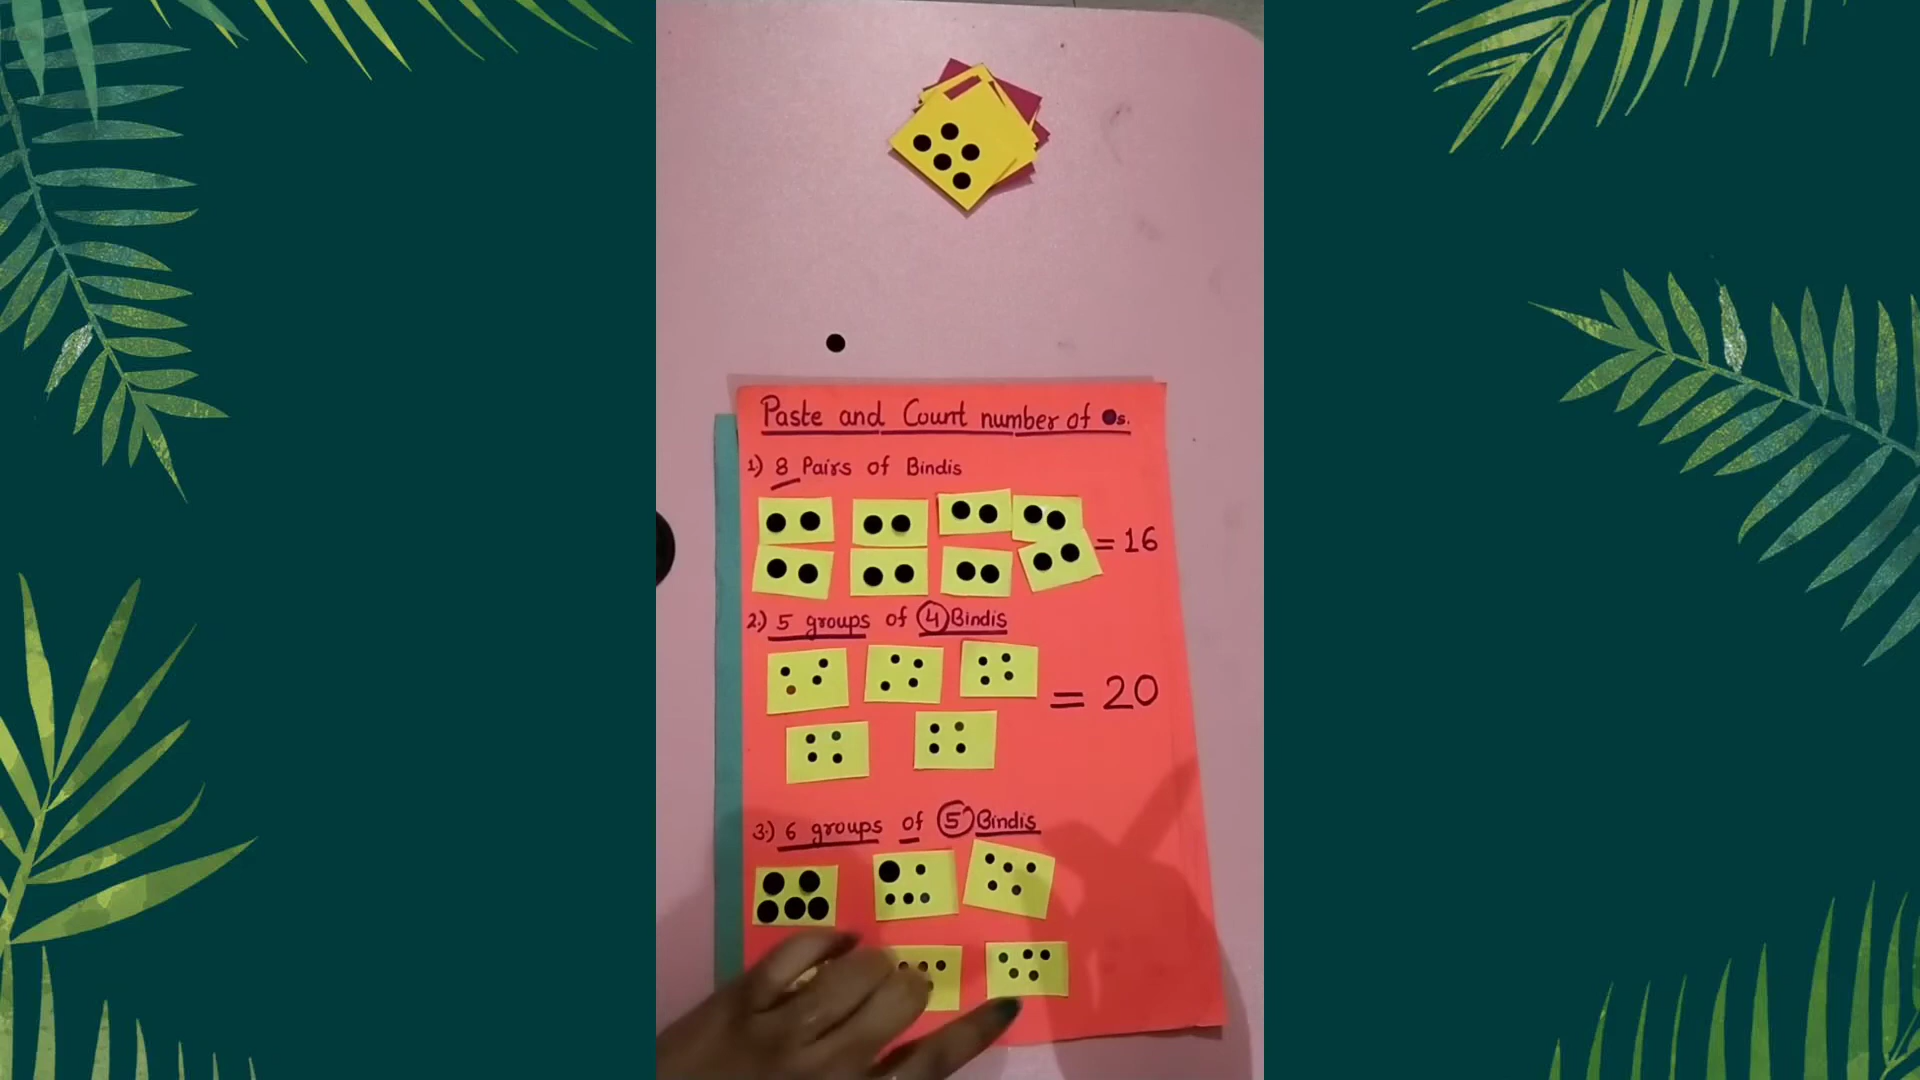 Paste and Count number of ●s.
1) 8 Pairs of Bindis
= 16
2.) 5 groups of 4 Bindis
= 20
3.) 6 groups of 5 Bindis